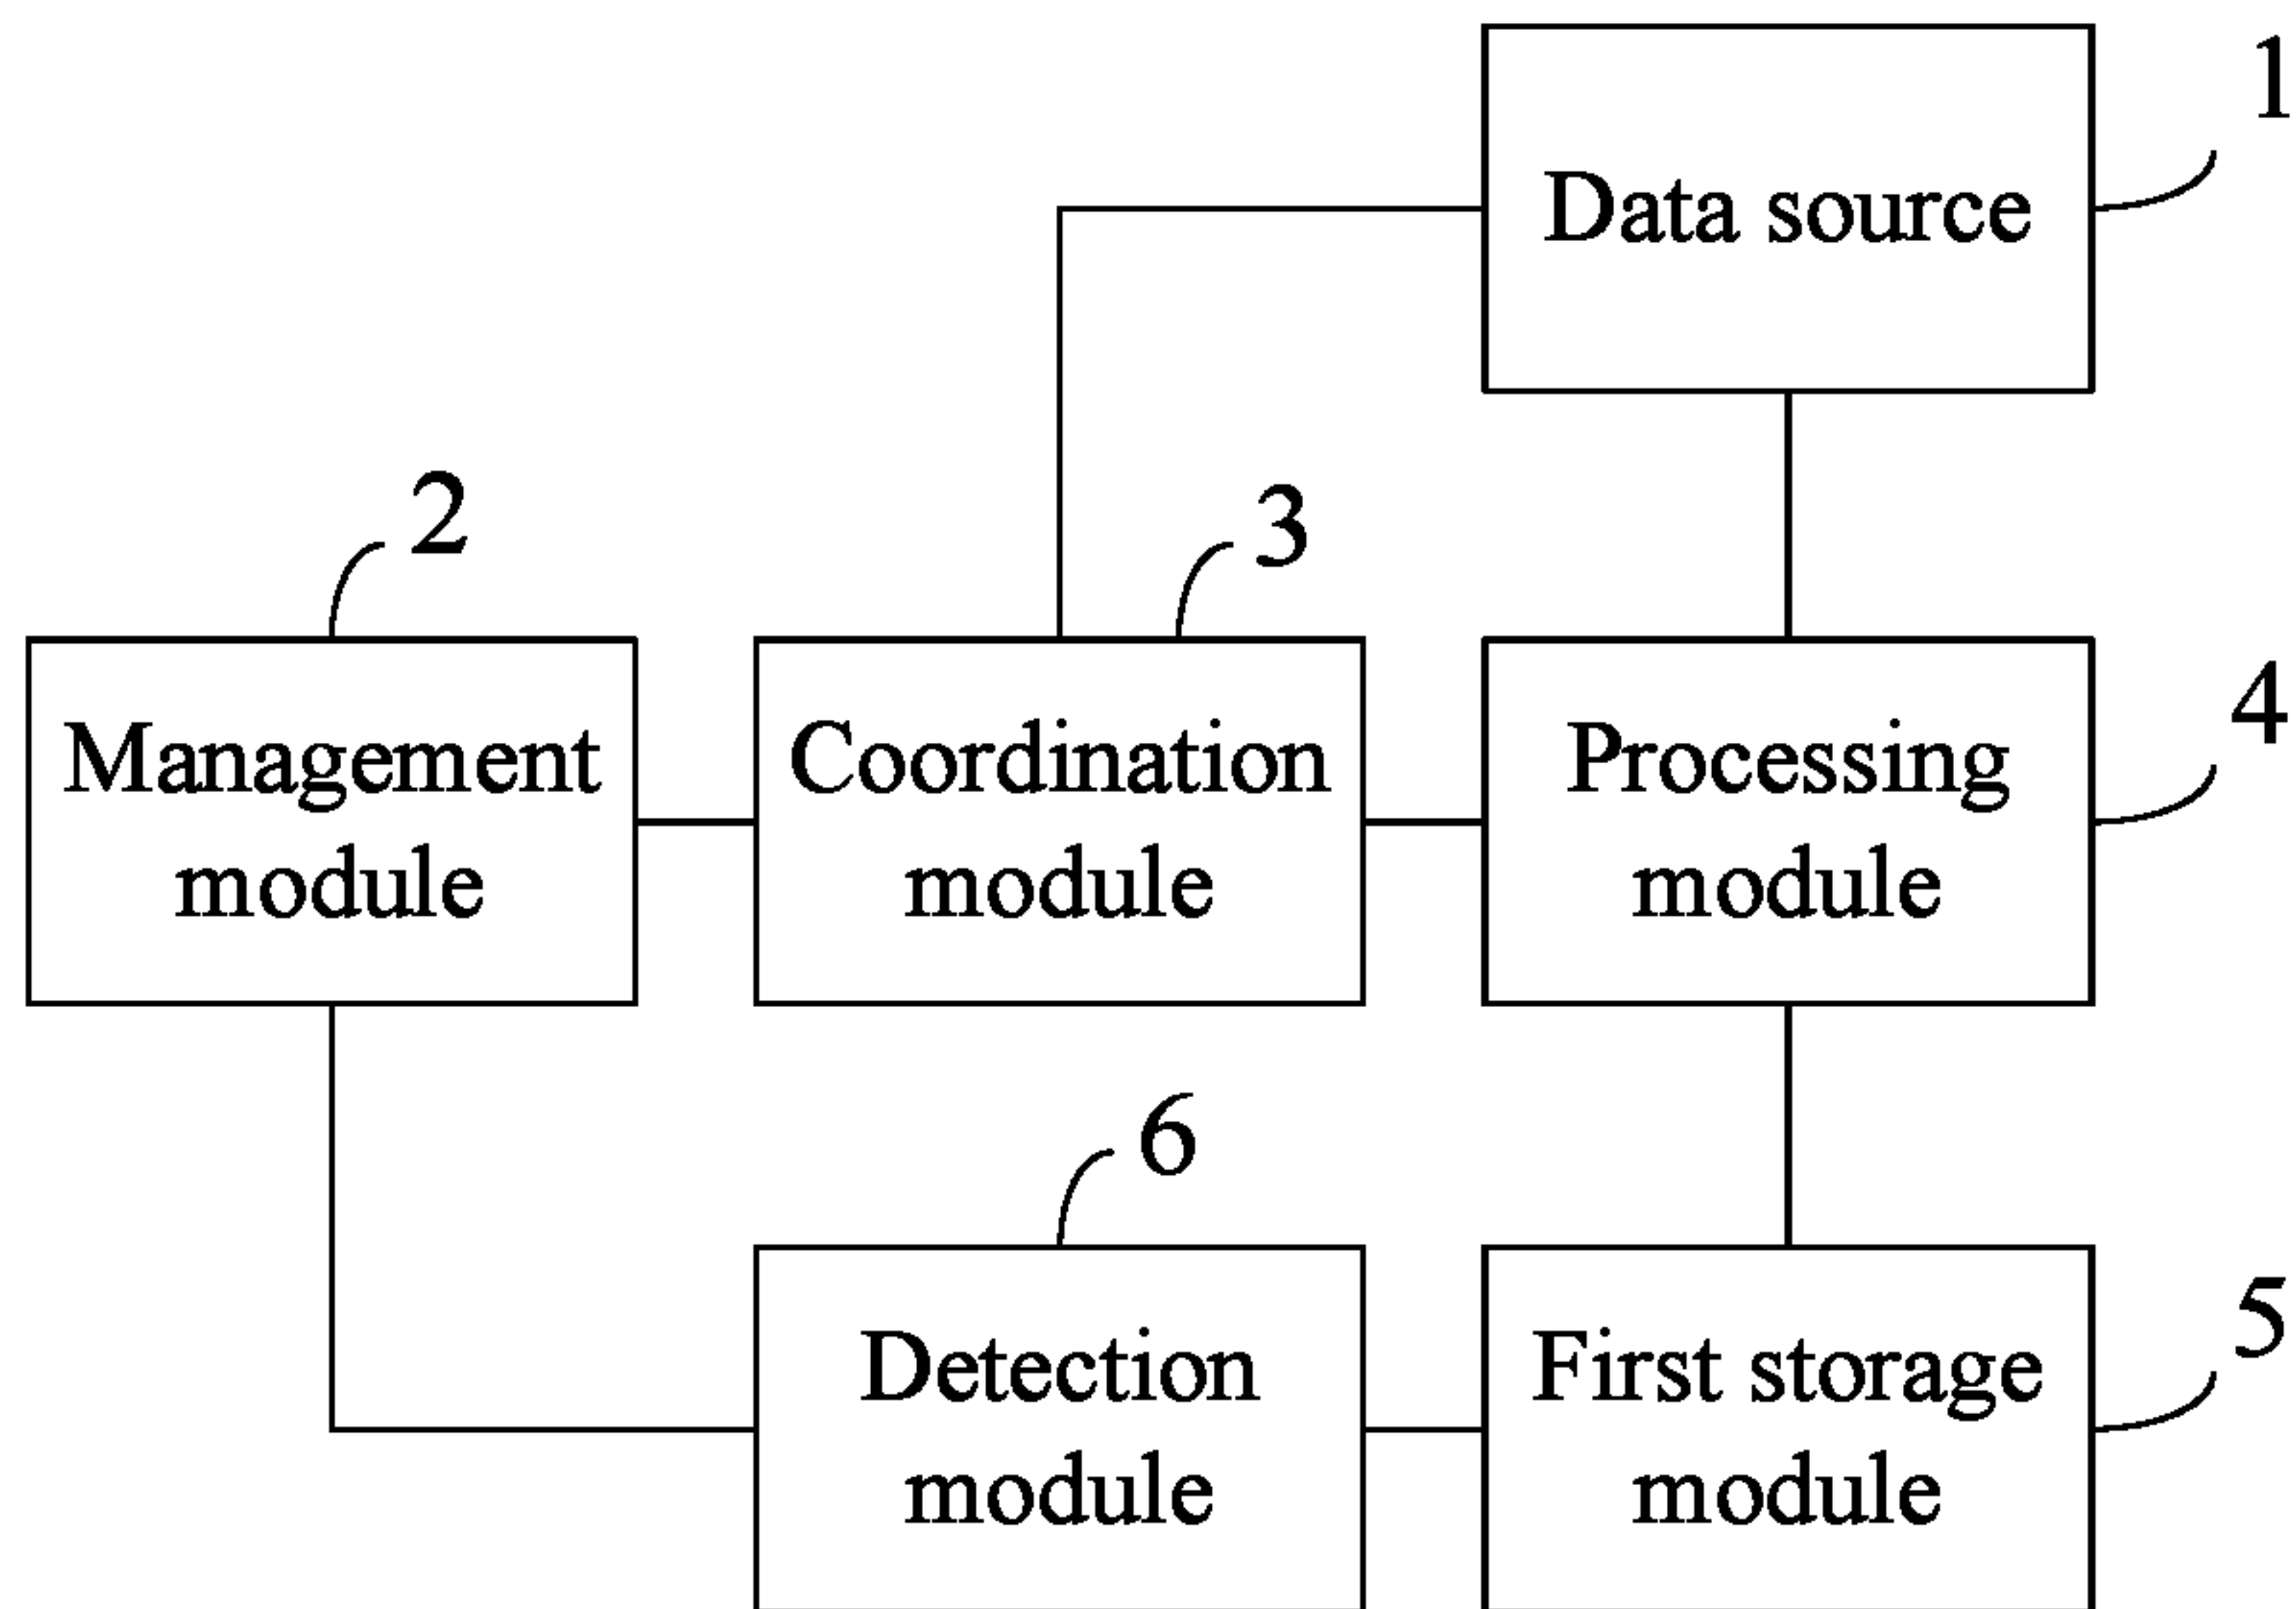 1
Data source
2
3
Management
module
Coordination
module
Processing
module
4
6
Detection
module
First storage
module
5